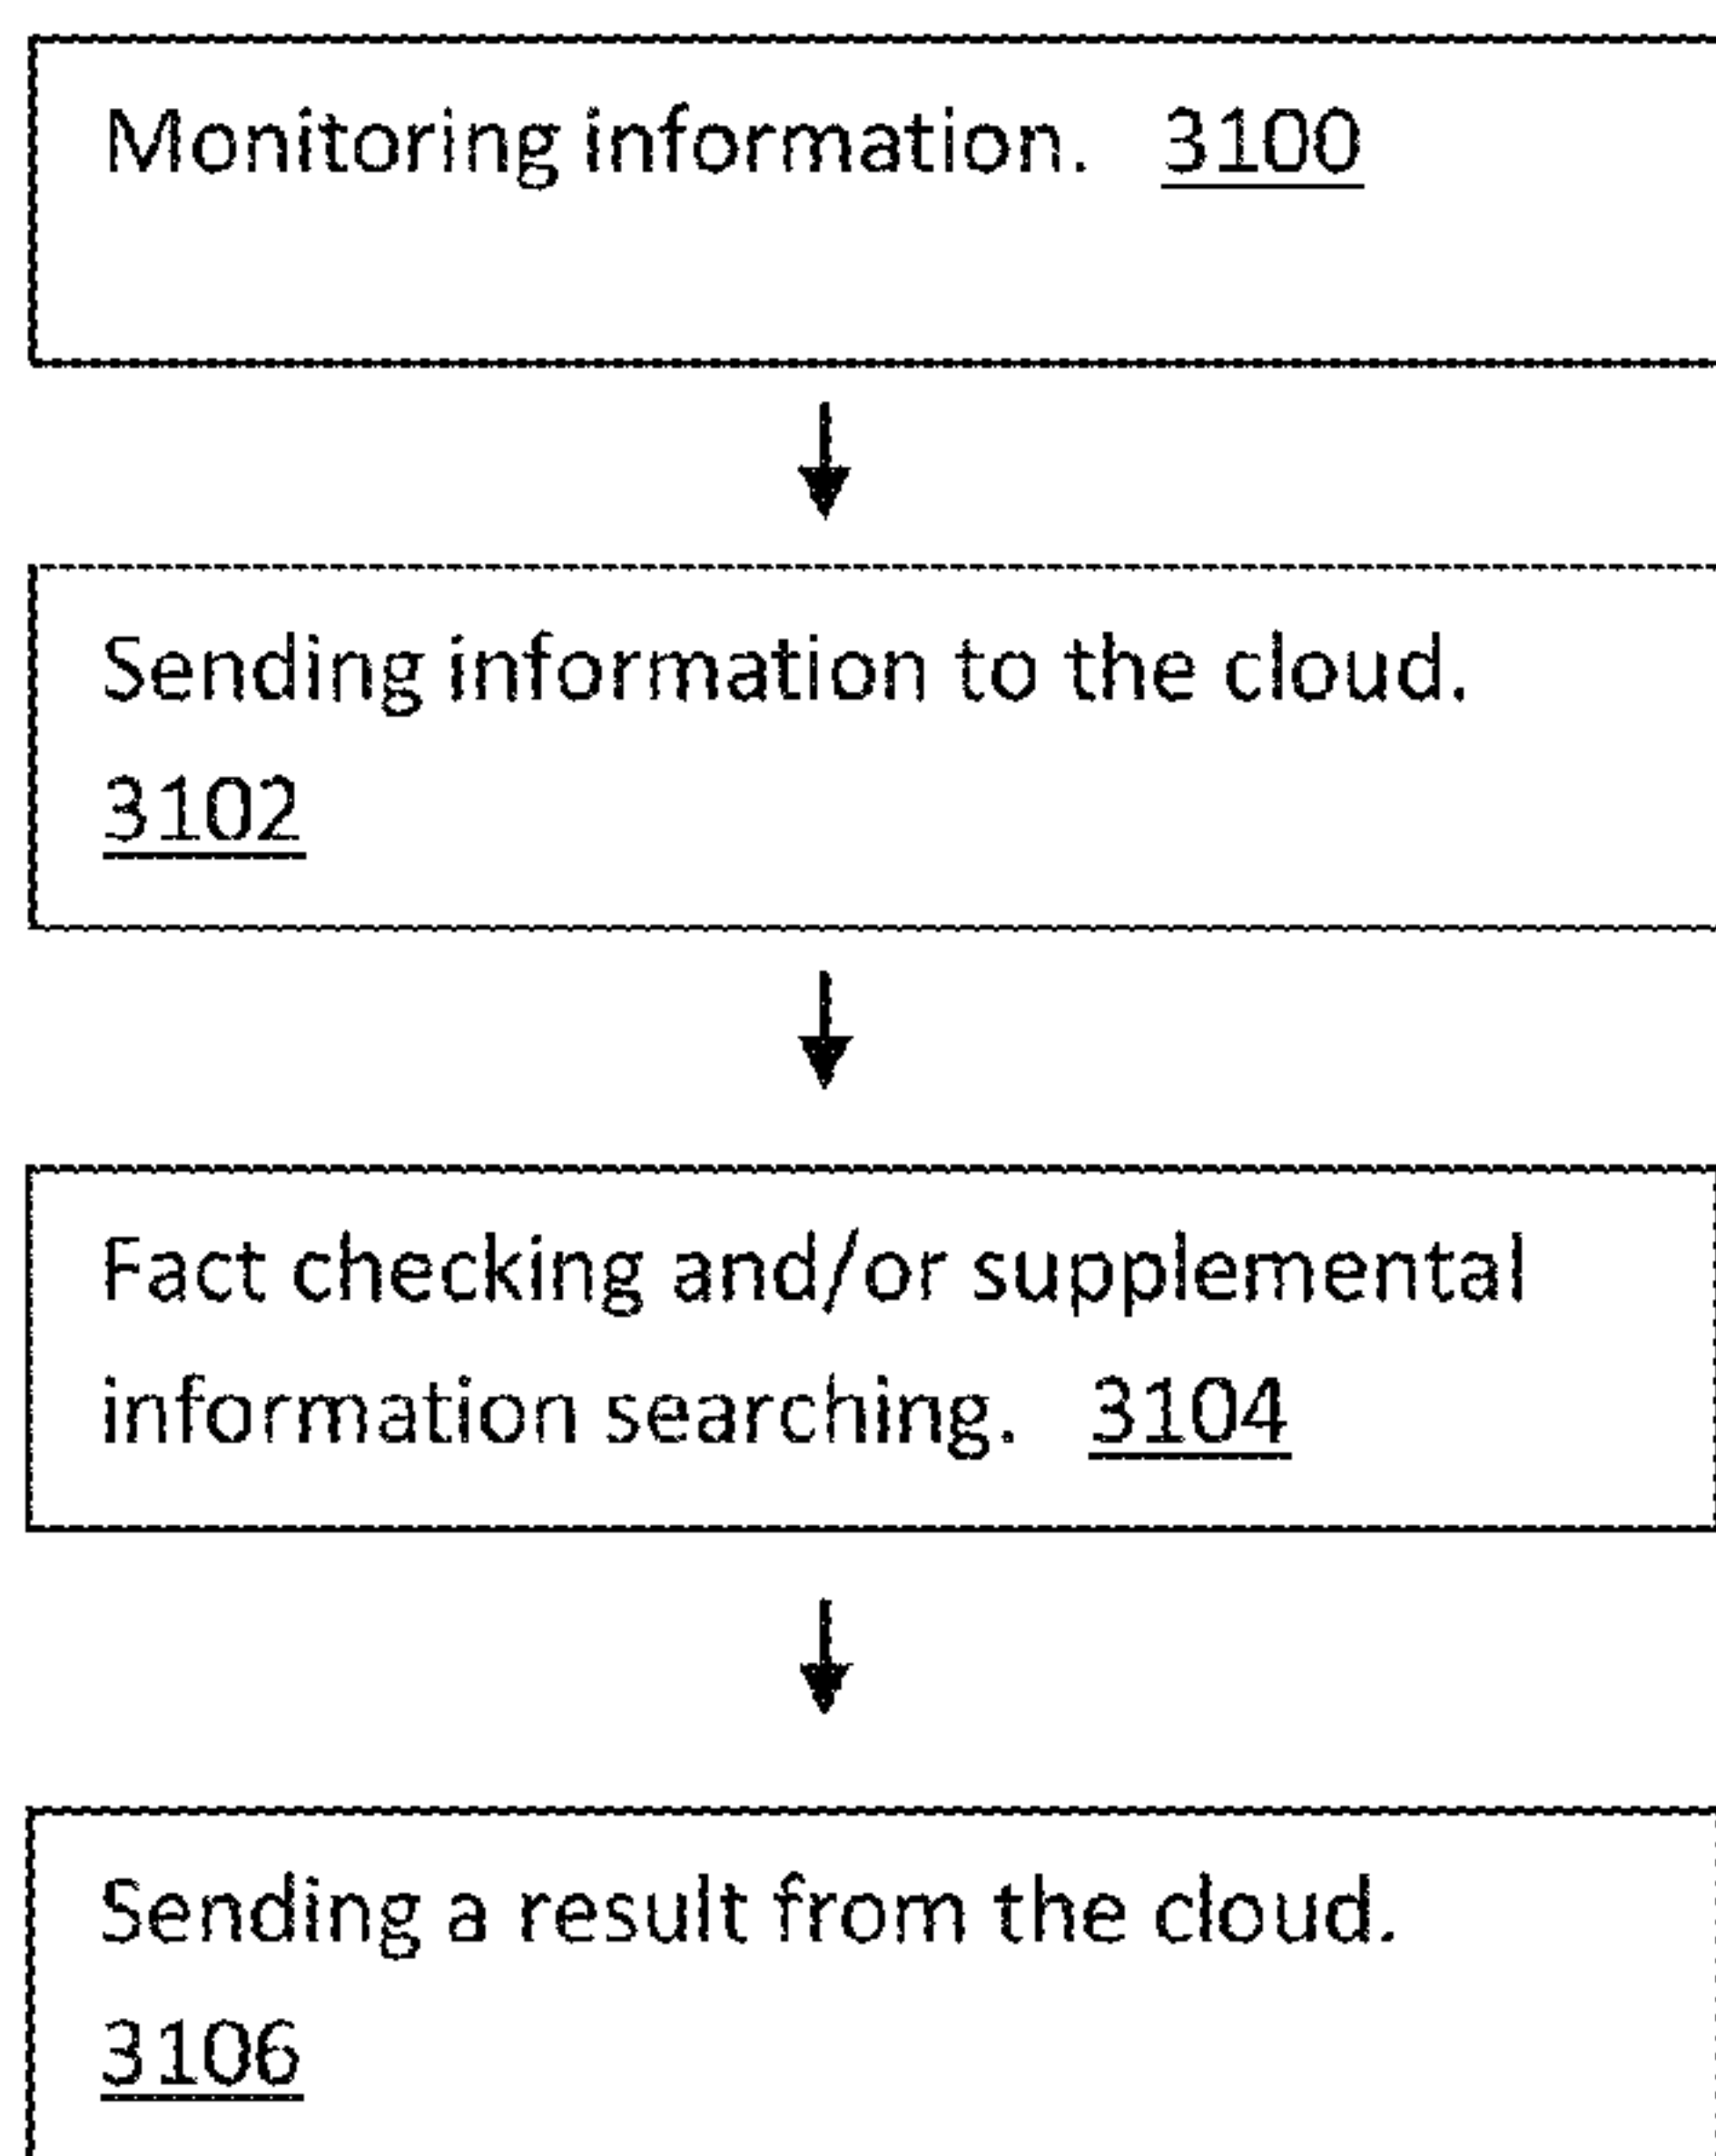 Monitoring information. 3100
Sending information to the cloud.
3102
Fact checking and/or supplemental
information searching. 3104
Sending a result from the cloud.
3106